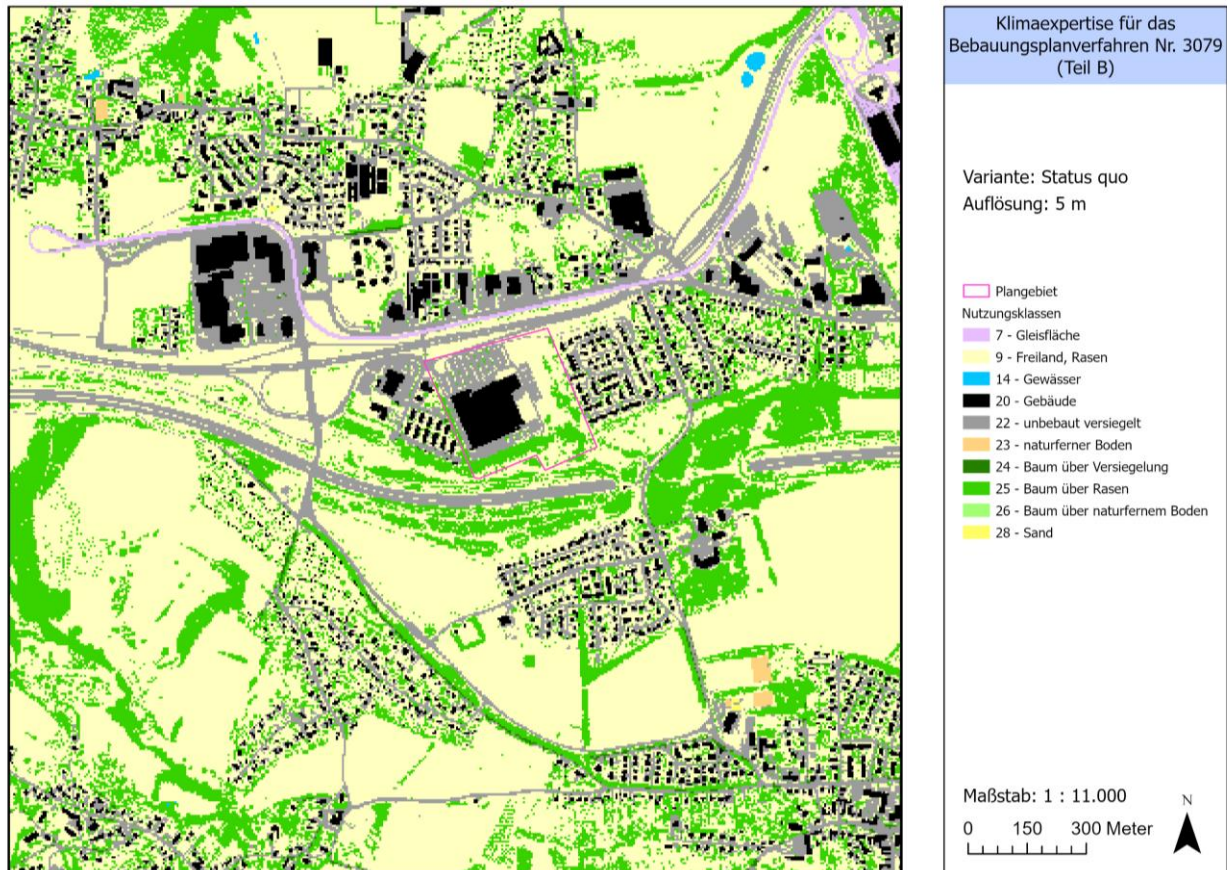 Klimaexpertise für das
Bebauungsplanverfahren Nr. 3079
(Teil B)
Variante: Status quo
Auflösung: 5 m
Plangebiet
Nutzungsklassen
7 - Gleisfläche
9 - Freiland, Rasen
14 - Gewässer
20 - Gebäude
22 - unbebaut versiegelt
23 - naturferner Boden
24 - Baum über Versiegelung
25 - Baum über Rasen
26 - Baum über naturfernem Boden
28 - Sand
Maßstab: 1 : 11.000
N
0 150 300 Meter